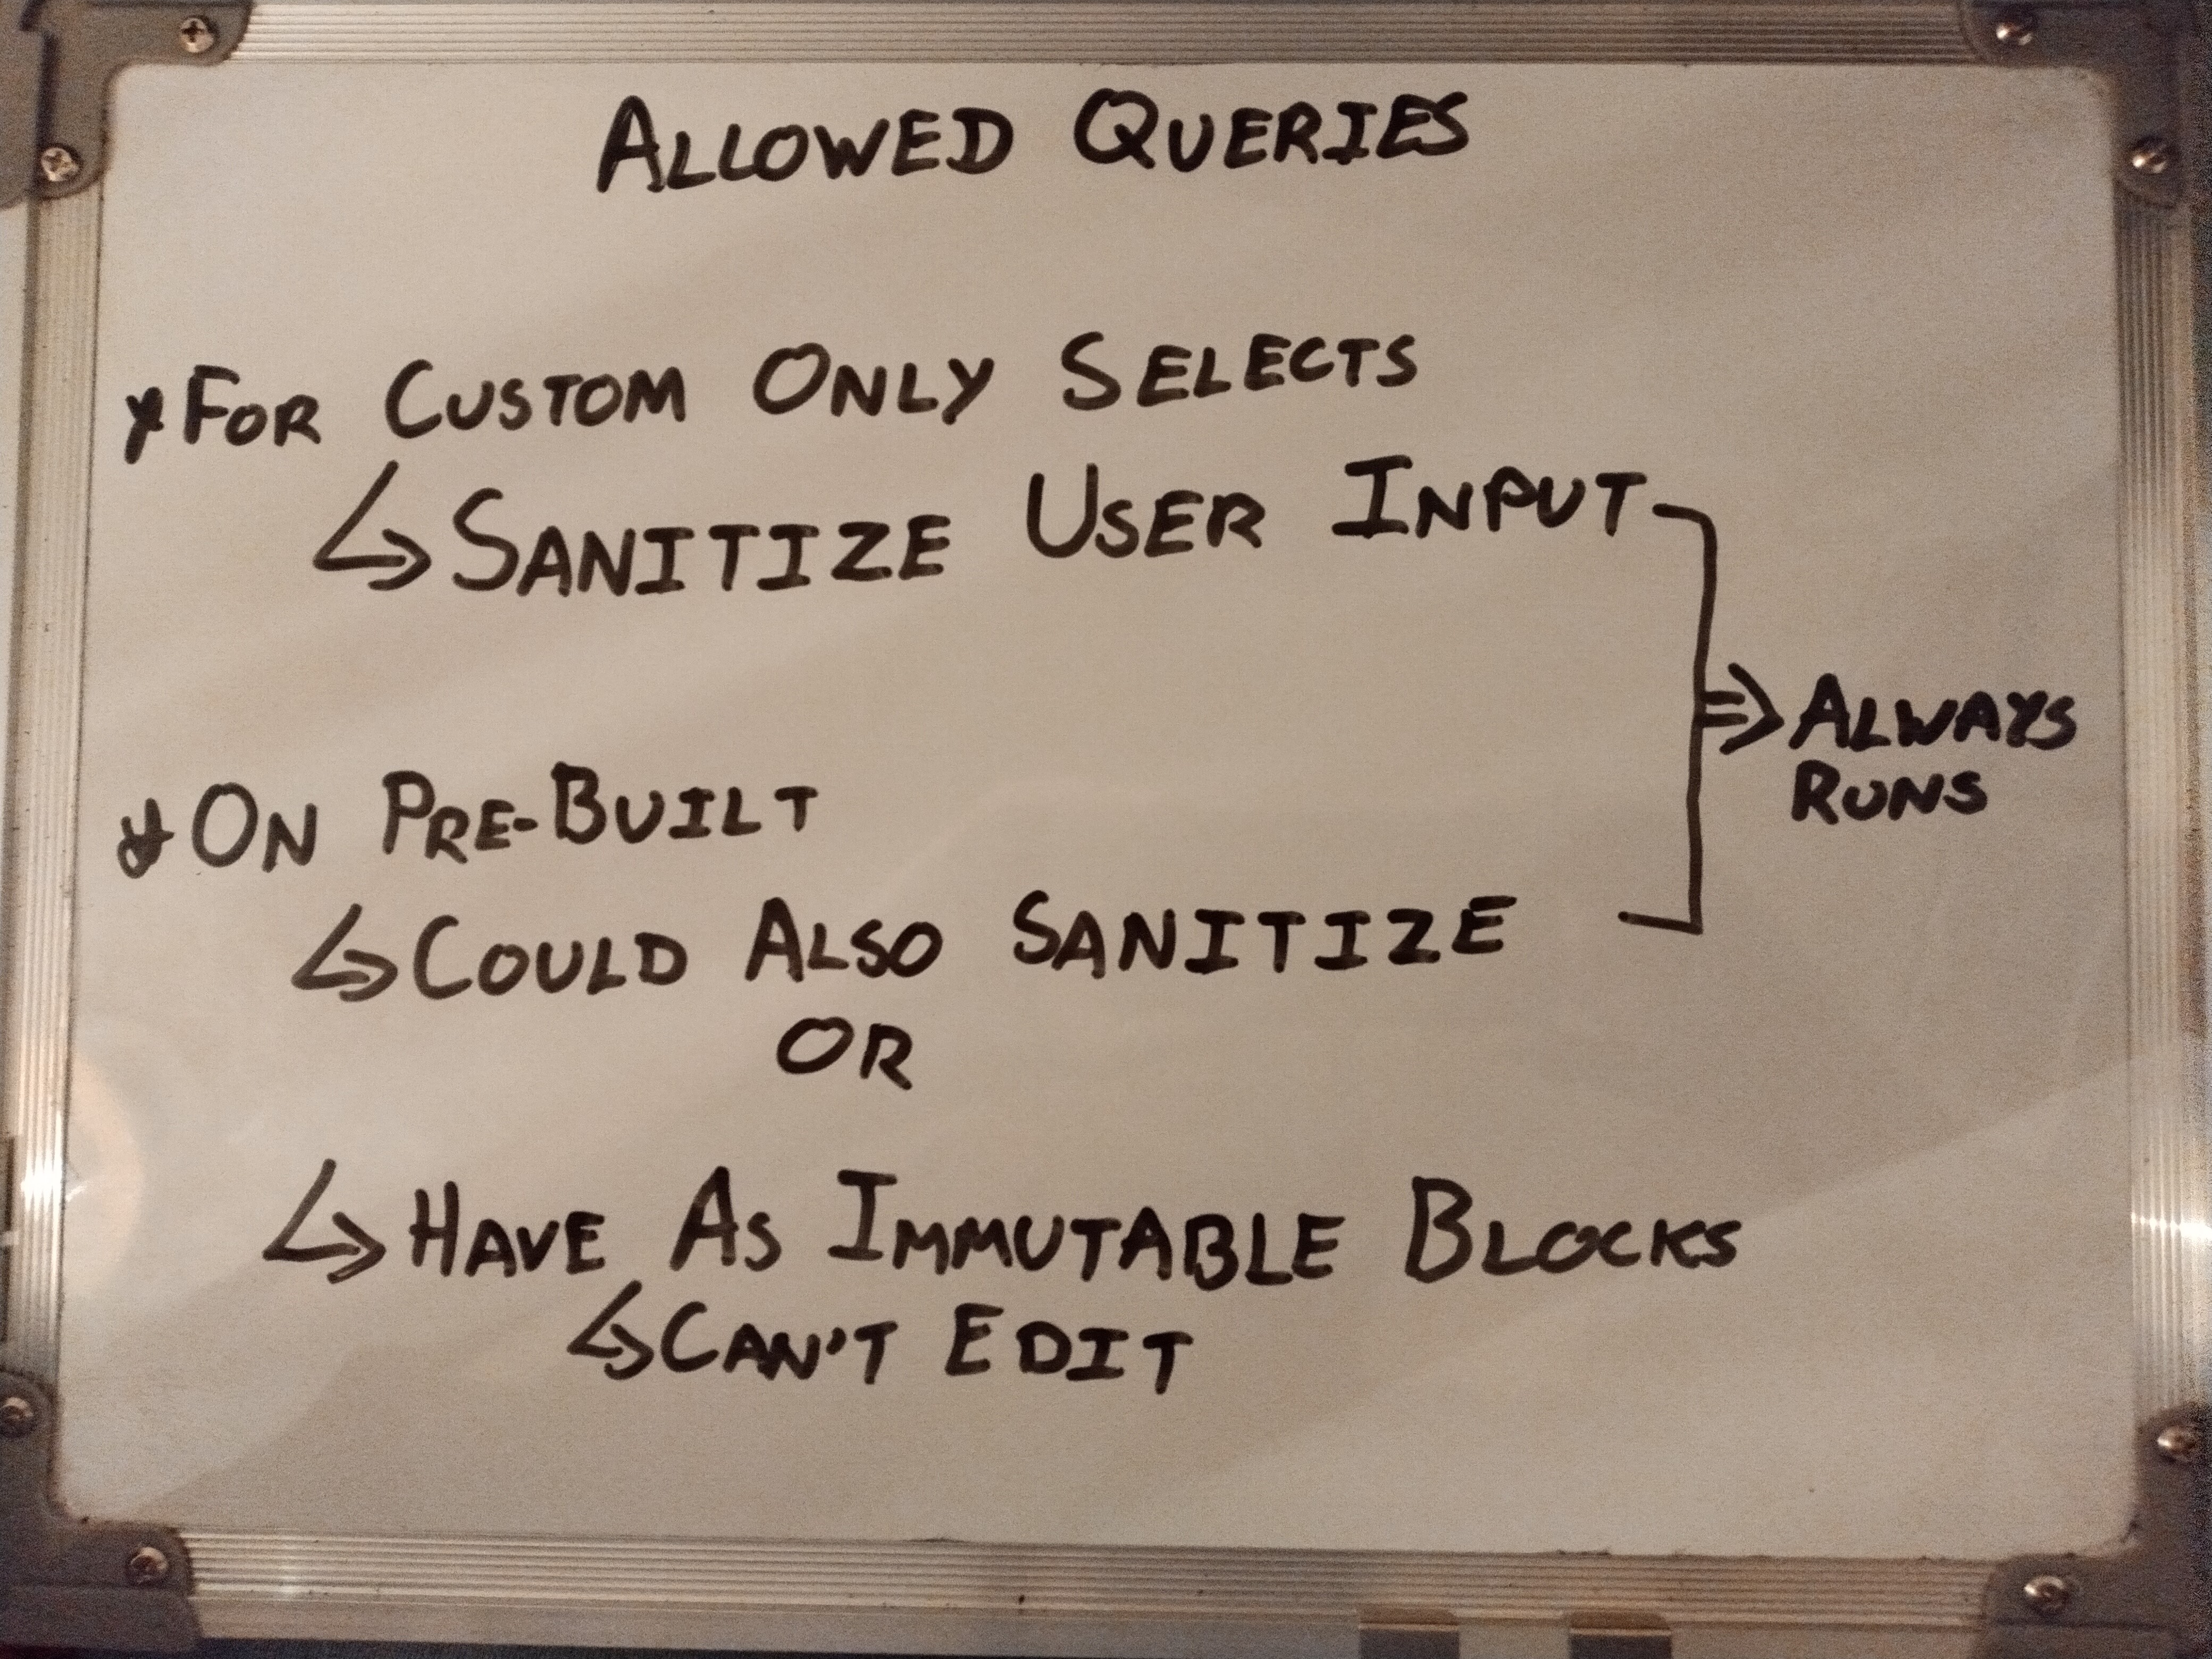 ALLOWED QUERIES
* FOR CUSTOM ONLY SELECTS
↳ SANITIZE USER INPUT
⇒ ALWAYS
RUNS
* ON PRE-BUILT
↳ COULD ALSO SANITIZE
OR
↳ HAVE AS IMMUTABLE BLOCKS
↳ CAN'T EDIT